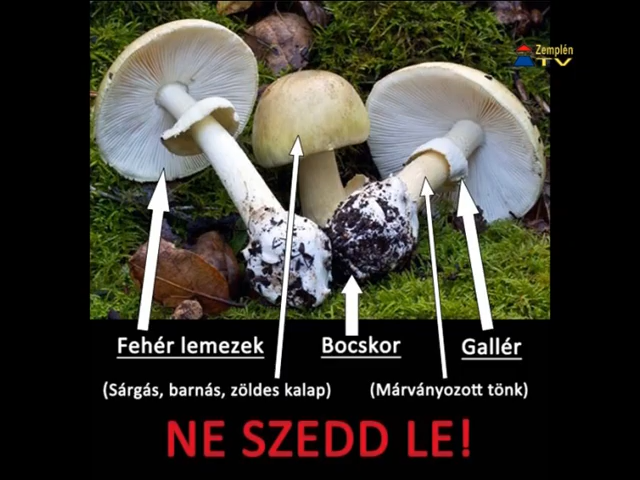 Zemplén
TV
Fehér lemezek
Bocskor
Gallér
(Sárgás, barnás, zöldes kalap)
(Márványozott tönk)
NE SZEDD LE!